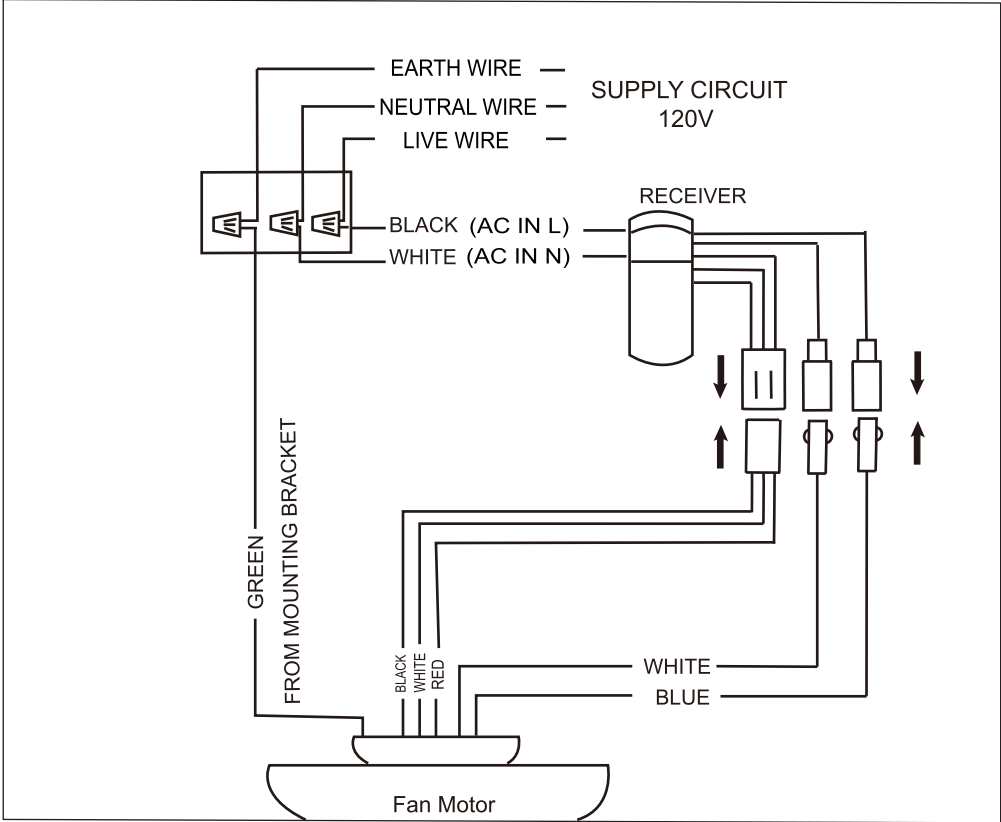 EARTH WIRE
NEUTRAL WIRE
LIVE WIRE
SUPPLY CIRCUIT
120V
RECEIVER
BLACK (AC IN L)
WHITE (AC IN N)
GREEN
FROM MOUNTING BRACKET
BLACK
WHITE
RED
WHITE
BLUE
Fan Motor